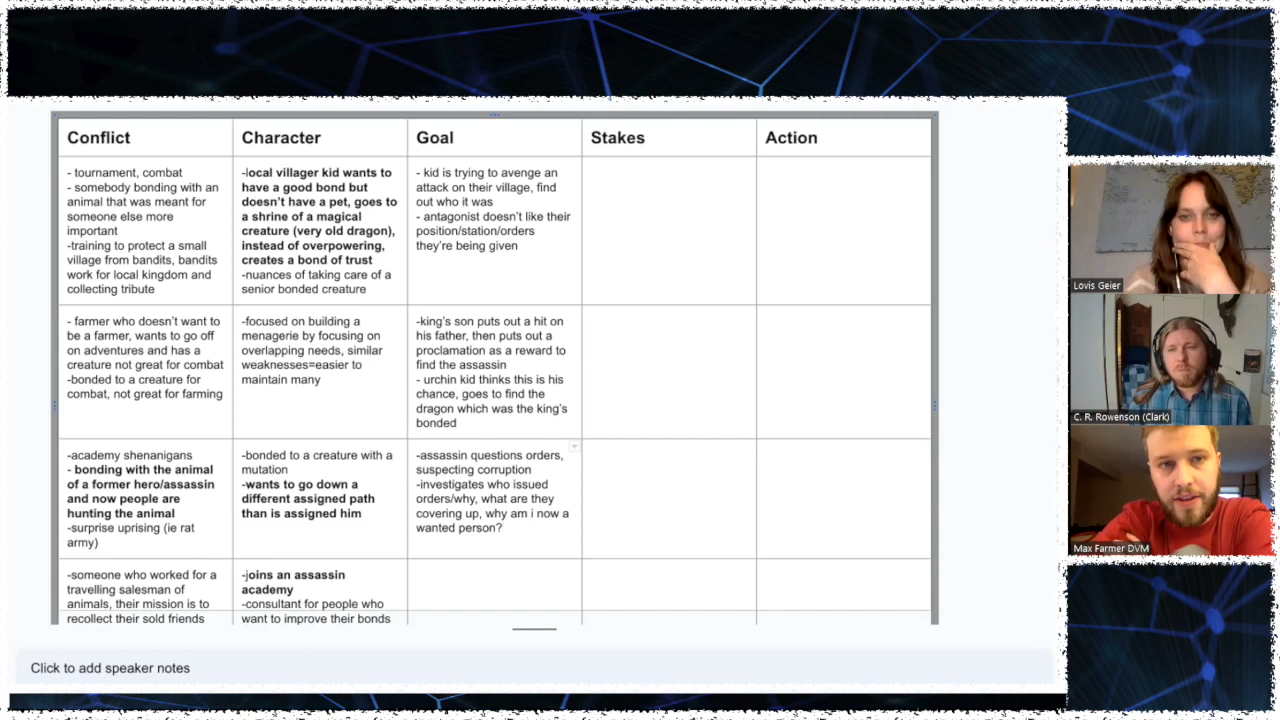 Conflict
Character
Goal
Stakes
Action
- tournament, combat
- somebody bonding with an
animal that was meant for
someone else more
important
-training to protect a small
village from bandits, bandits
work for local kingdom and
collecting tribute
-local villager kid wants to
have a good bond but
doesn't have a pet, goes to
a shrine of a magical
creature (very old dragon),
instead of overpowering,
creates a bond of trust
-nuances of taking care of a
senior bonded creature
- kid is trying to avenge an
attack on their village, find
out who it was
- antagonist doesn't like their
position/station/orders
they're being given
- farmer who doesn't want to
be a farmer, wants to go off
on adventures and has a
creature not great for combat
-bonded to a creature for
combat, not great for farming
-focused on building a
menagerie by focusing on
overlapping needs, similar
weaknesses=easier to
maintain many
-king's son puts out a hit on
his father, then puts out a
proclamation as a reward to
find the assassin
- urchin kid thinks this is his
chance, goes to find the
dragon which was the king's
bonded
-academy shenanigans
- bonding with the animal
of a former hero/assassin
and now people are
hunting the animal
-surprise uprising (ie rat
army)
-bonded to a creature with a
mutation
-wants to go down a
different assigned path
than is assigned him
-assassin questions orders,
suspecting corruption
-investigates who issued
orders/why, what are they
covering up, why am i now a
wanted person?
-someone who worked for a
travelling salesman of
animals, their mission is to
recollect their sold friends
-joins an assassin
academy
-consultant for people who
want to improve their bonds
Click to add speaker notes
Lovis Geier
C. R. Rowenson (Clark)
Max Farmer DVM